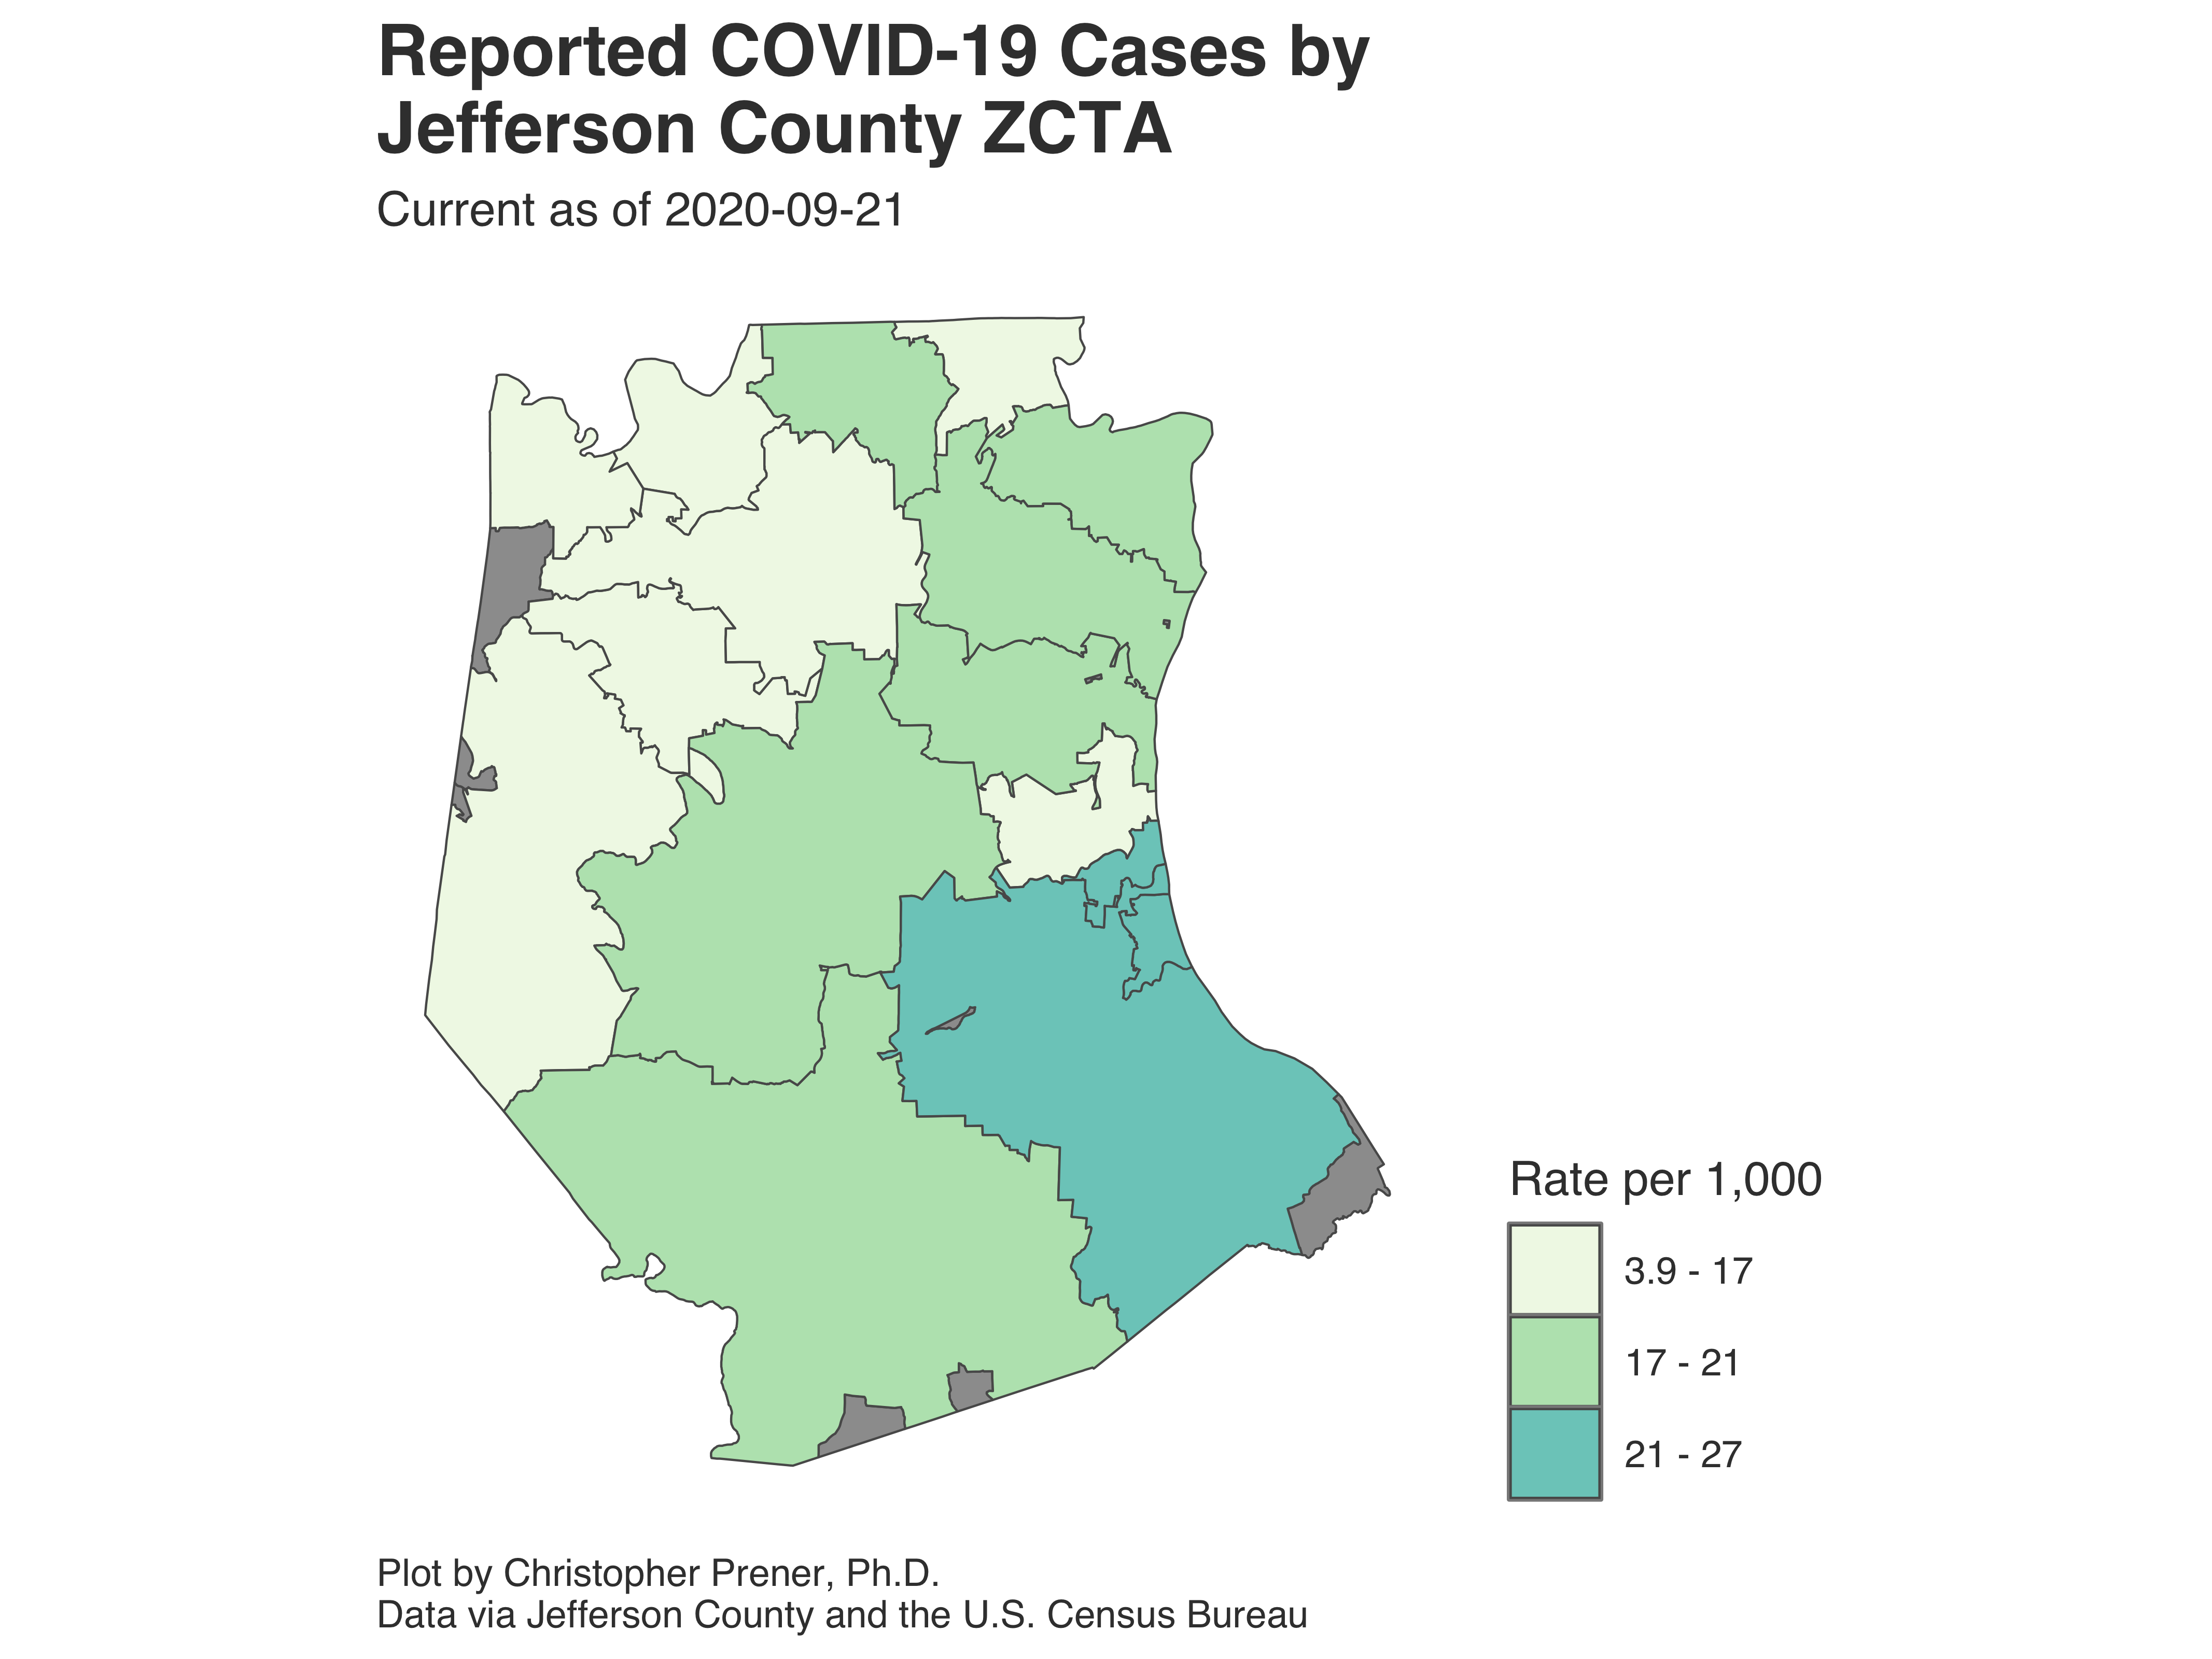 Reported COVID-19 Cases by
Jefferson County ZCTA
Current as of 2020-09-21
Rate per 1,000
3.9 - 17
17 - 21
21 - 27
Plot by Christopher Prener, Ph.D.
Data via Jefferson County and the U.S. Census Bureau